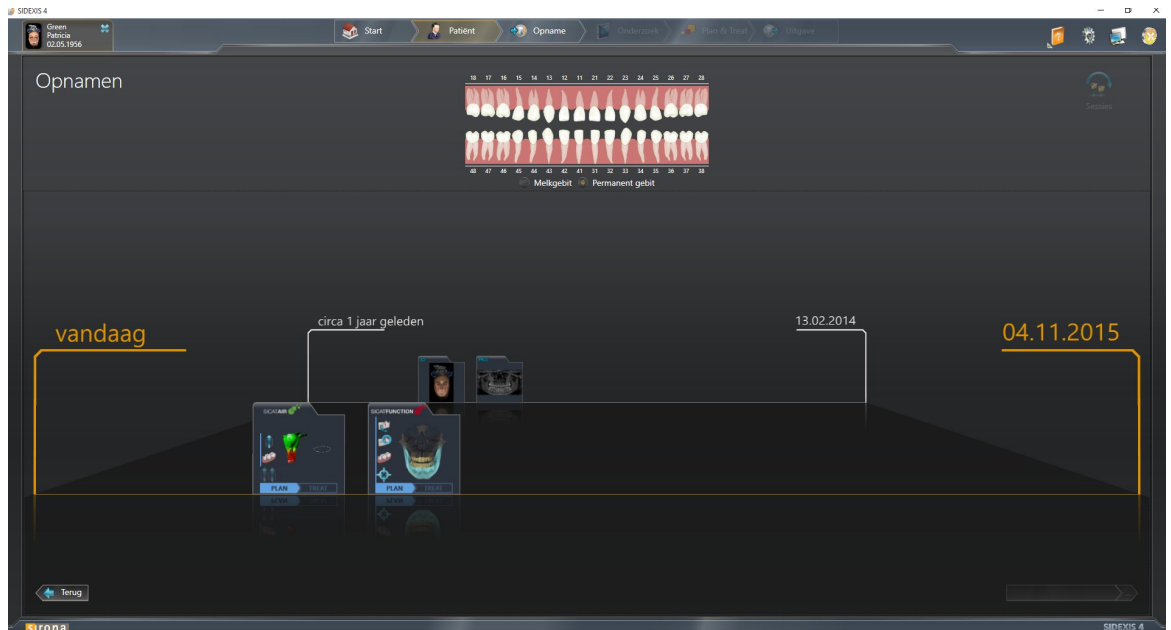 SIDEXIS 4
Green
Patricia
02.05.1956
Start
Patiënt
Opname
Onderzoek
Plan & Treat
Uitgave
Opnamen
18 17 16 15 14 13 12 11 21 22 23 24 25 26 27 28
48 47 46 45 44 43 42 41 31 32 33 34 35 36 37 38
Melkgebit
Permanent gebit
Sessies
vandaag
circa 1 jaar geleden
13.02.2014
04.11.2015
SICATAIR
SICATFUNCTION
PLAN TREAT
PLAN TREAT
Terug
sirona
SIDEXIS 4